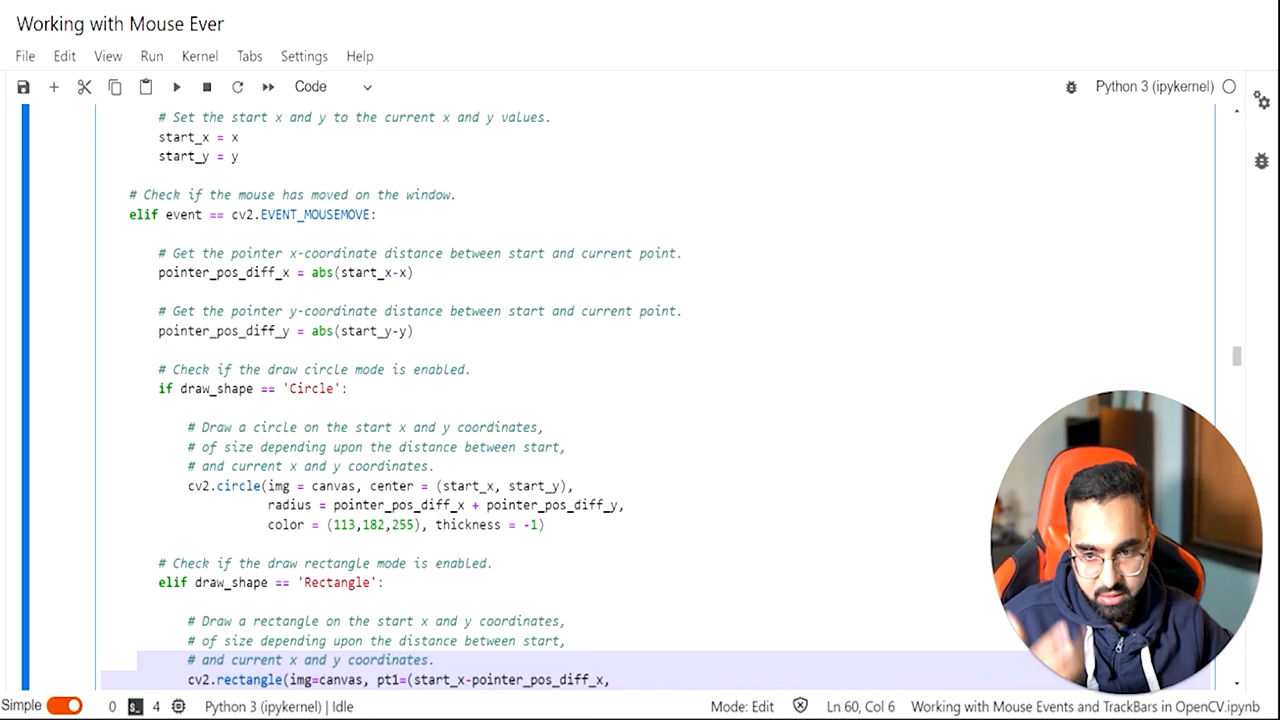 Working with Mouse Ever
File Edit View Run Kernel Tabs Settings Help
Code
Python 3 (ipykernel)
# Set the start x and y to the current x and y values.
start_x = x
start_y = y
# Check if the mouse has moved on the window.
elif event == cv2.EVENT_MOUSEMOVE:
# Get the pointer x-coordinate distance between start and current point.
pointer_pos_diff_x = abs(start_x-x)
# Get the pointer y-coordinate distance between start and current point.
pointer_pos_diff_y = abs(start_y-y)
# Check if the draw circle mode is enabled.
if draw_shape == 'Circle':
# Draw a circle on the start x and y coordinates,
# of size depending upon the distance between start,
# and current x and y coordinates.
cv2.circle(img = canvas, center = (start_x, start_y),
radius = pointer_pos_diff_x + pointer_pos_diff_y,
color = (113,182,255), thickness = -1)
# Check if the draw rectangle mode is enabled.
elif draw_shape == 'Rectangle':
# Draw a rectangle on the start x and y coordinates,
# of size depending upon the distance between start,
# and current x and y coordinates.
cv2.rectangle(img=canvas, pt1=(start_x-pointer_pos_diff_x,
Simple 0 $_ 4 Python 3 (ipykernel) | Idle Mode: Edit Ln 60, Col 6 Working with Mouse Events and TrackBars in OpenCV.ipynb